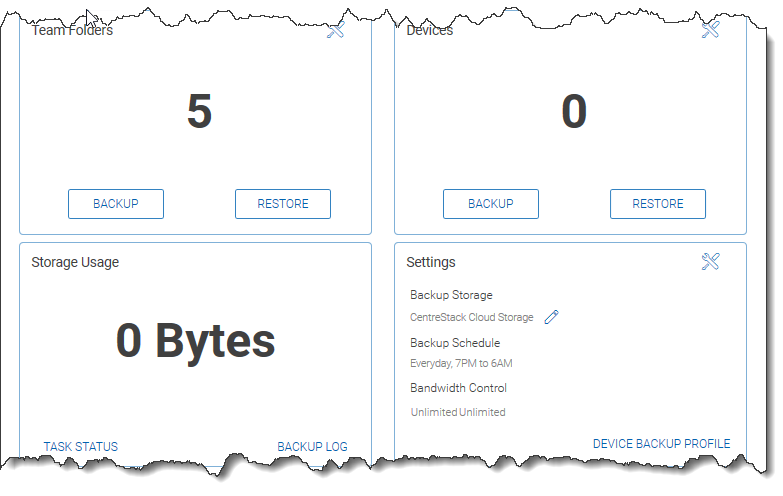 Team Folders
Devices
5
0
BACKUP
RESTORE
BACKUP
RESTORE
Storage Usage
0 Bytes
TASK STATUS
BACKUP LOG
Settings
Backup Storage
CentreStack Cloud Storage
Backup Schedule
Everyday, 7PM to 6AM
Bandwidth Control
Unlimited Unlimited
DEVICE BACKUP PROFILE